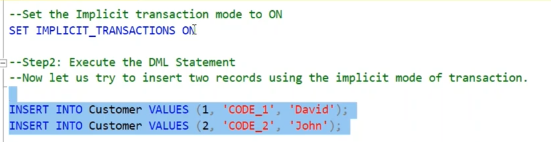 --Set the Implicit transaction mode to ON
SET IMPLICIT_TRANSACTIONS ON
--Step2: Execute the DML Statement
--Now let us try to insert two records using the implicit mode of transaction.
INSERT INTO Customer VALUES (1, 'CODE_1', 'David');
INSERT INTO Customer VALUES (2, 'CODE_2', 'John');